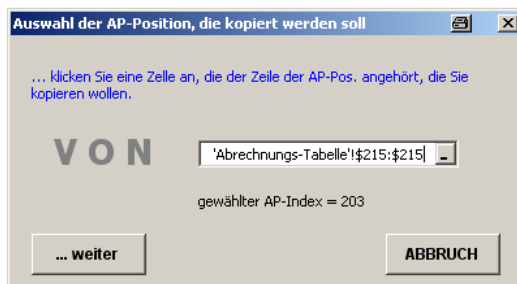 Auswahl der AP-Position, die kopiert werden soll
... klicken Sie eine Zelle an, die der Zeile der AP-Pos. angehört, die Sie
kopieren wollen.
VON
'Abrechnungs-Tabelle'!$215:$215
gewählter AP-Index = 203
... weiter
ABBRUCH